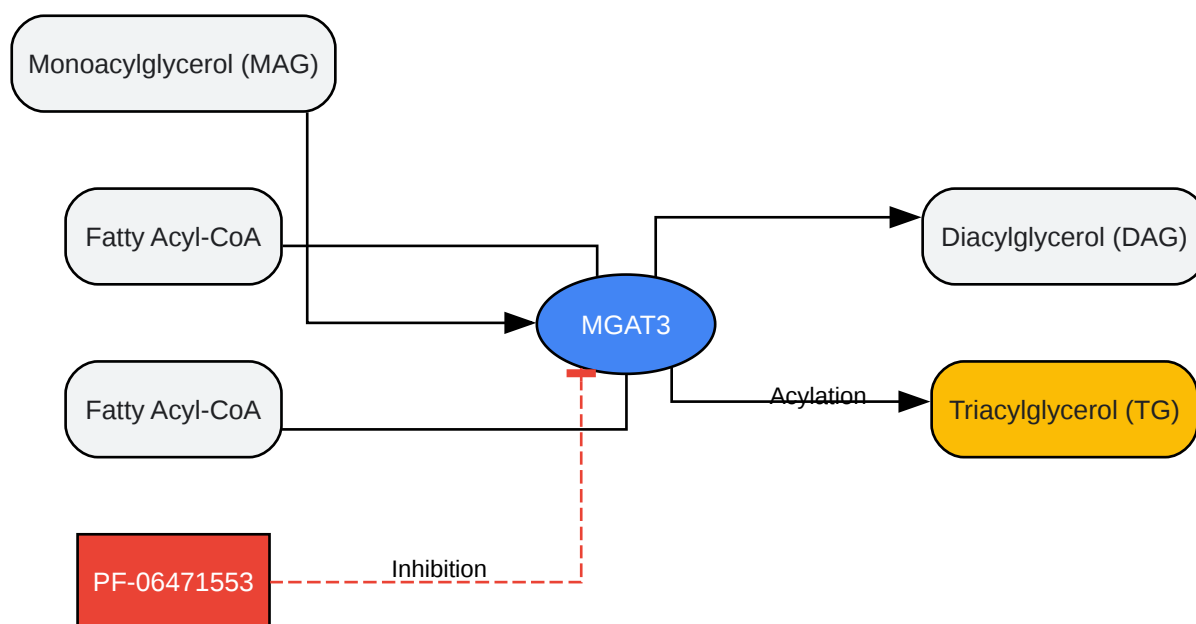 Monoacylglycerol (MAG)
Fatty Acyl-CoA
Diacylglycerol (DAG)
MGAT3
Fatty Acyl-CoA
Acylation
Triacylglycerol (TG)
Inhibition
PF-06471553